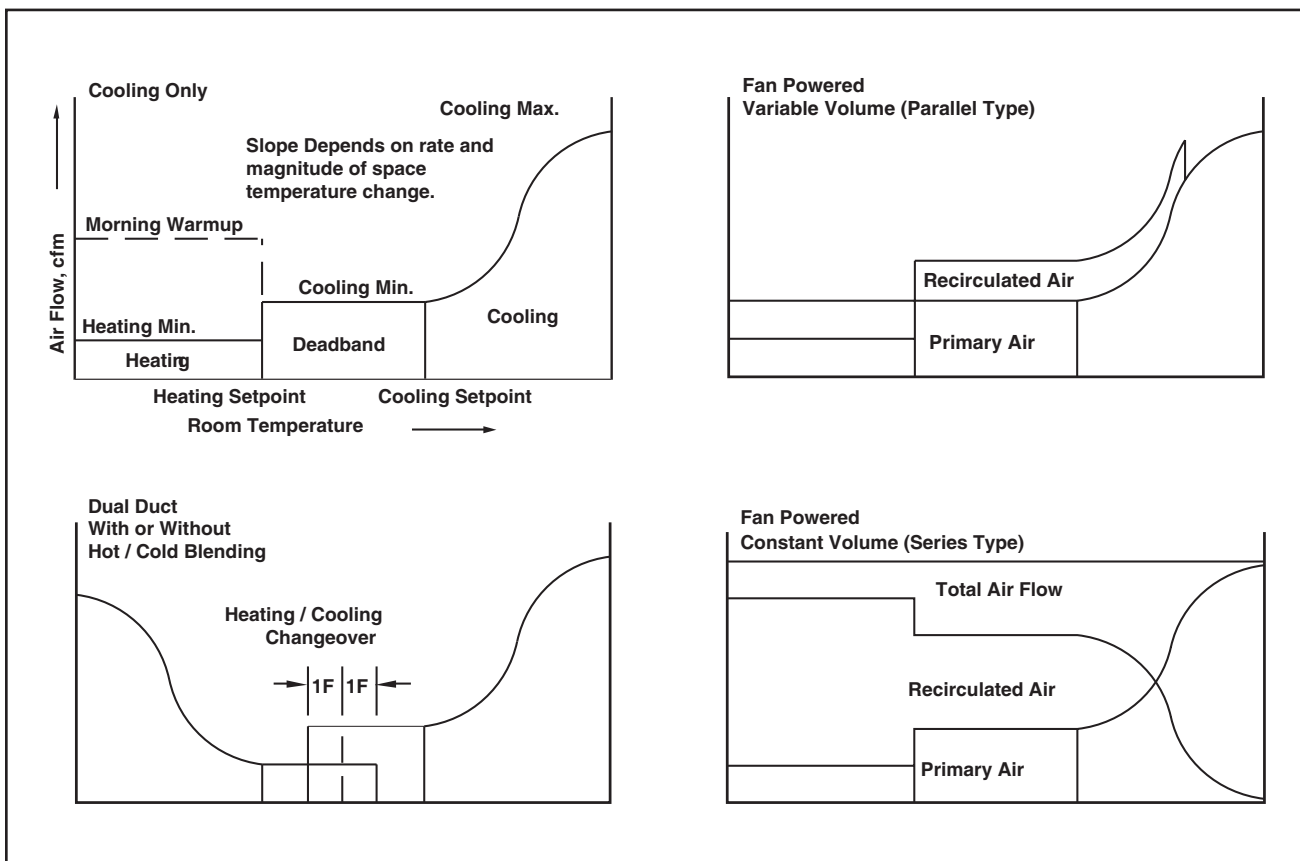 Cooling Only
Cooling Max.
Slope Depends on rate and
magnitude of space
temperature change.
Morning Warmup
Air Flow, cfm
Cooling Min.
Heating Min.
Cooling
Deadband
Heating
Heating Setpoint
Cooling Setpoint
Room Temperature
Fan Powered
Variable Volume (Parallel Type)
Recirculated Air
Primary Air
Dual Duct
With or Without
Hot / Cold Blending
Heating / Cooling
Changeover
1F 1F
Fan Powered
Constant Volume (Series Type)
Total Air Flow
Recirculated Air
Primary Air